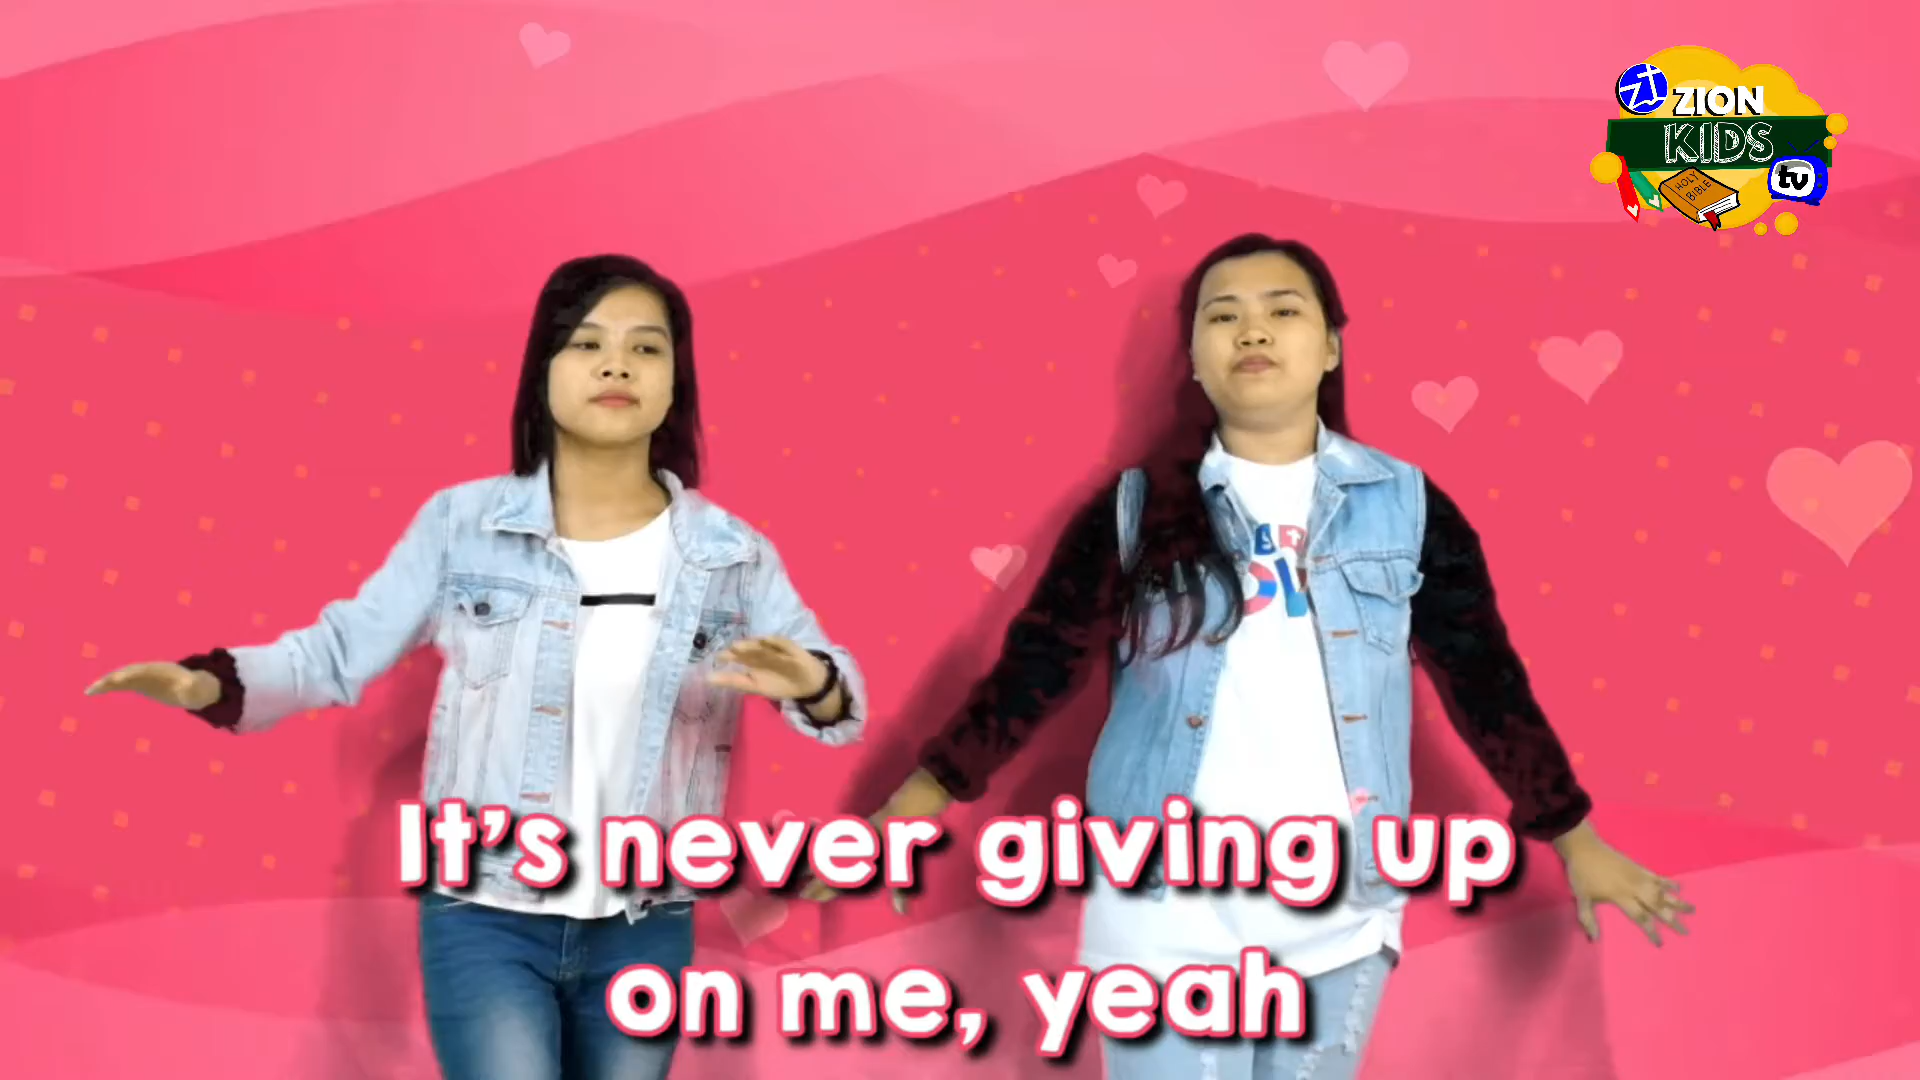 ZION
KIDS
tv
HOLY
BIBLE
It's never giving up
on me, yeah